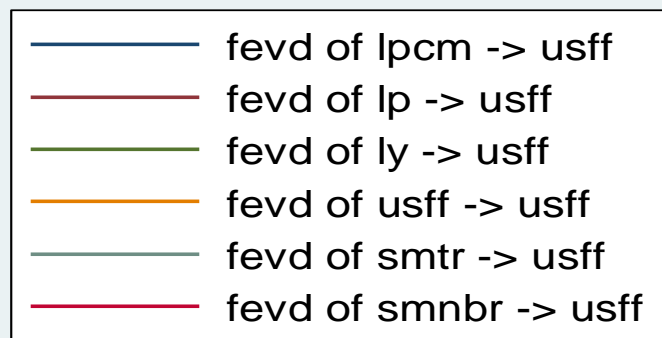 fevd of lpcm -> usff
fevd of lp -> usff
fevd of ly -> usff
fevd of usff -> usff
fevd of smtr -> usff
fevd of smnbr -> usff